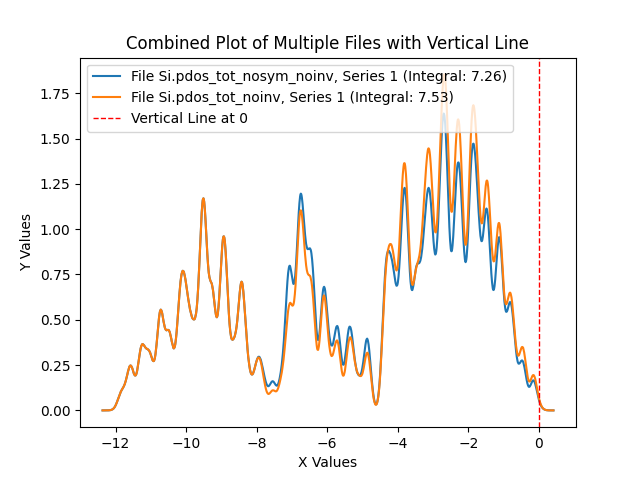 Combined Plot of Multiple Files with Vertical Line
File Si.pdos_tot_nosym_noinv, Series 1 (Integral: 7.26)
File Si.pdos_tot_noinv, Series 1 (Integral: 7.53)
Vertical Line at 0
Y Values
1.75
1.50
1.25
1.00
0.75
0.50
0.25
0.00
−12 −10 −8 −6 −4 −2 0
X Values